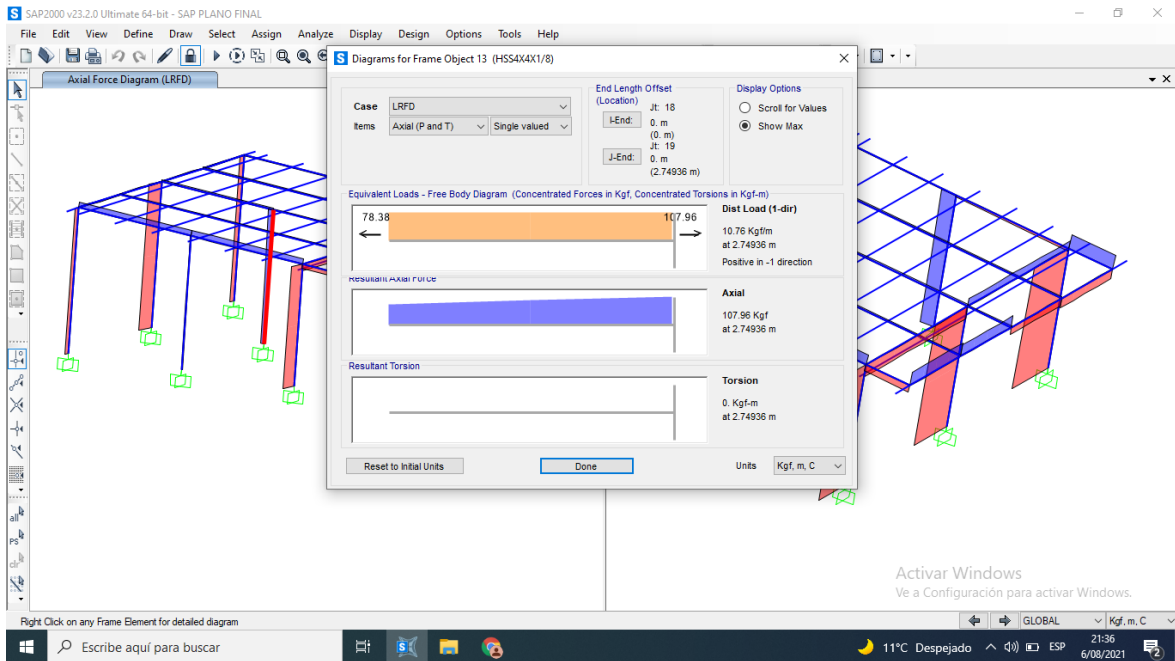 SAP2000 v23.2.0 Ultimate 64-bit - SAP PLANO FINAL
File Edit View Define Draw Select Assign Analyze Display Design Options Tools Help
Axial Force Diagram (LRFD)
Diagrams for Frame Object 13 (HSS4X4X1/8)
Case LRFD
Items Axial (P and T) Single valued
End Length Offset
(Location)
Jt: 18
I-End: 0. m
(0. m)
Jt: 19
J-End: 0. m
(2.74936 m)
Display Options
Scroll for Values
Show Max
Equivalent Loads - Free Body Diagram (Concentrated Forces in Kgf, Concentrated Torsions in Kgf-m)
78.38 107.96
Dist Load (1-dir)
10.76 Kgf/m
at 2.74936 m
Positive in -1 direction
Resultant Axial Force
Axial
107.96 Kgf
at 2.74936 m
Resultant Torsion
Torsion
0. Kgf-m
at 2.74936 m
Reset to Initial Units Done Units Kgf, m, C
all
PS
clr
Activar Windows
Ve a Configuración para activar Windows.
Right Click on any Frame Element for detailed diagram GLOBAL Kgf, m, C
Escribe aquí para buscar 11°C Despejado ESP 21:36
6/08/2021
2